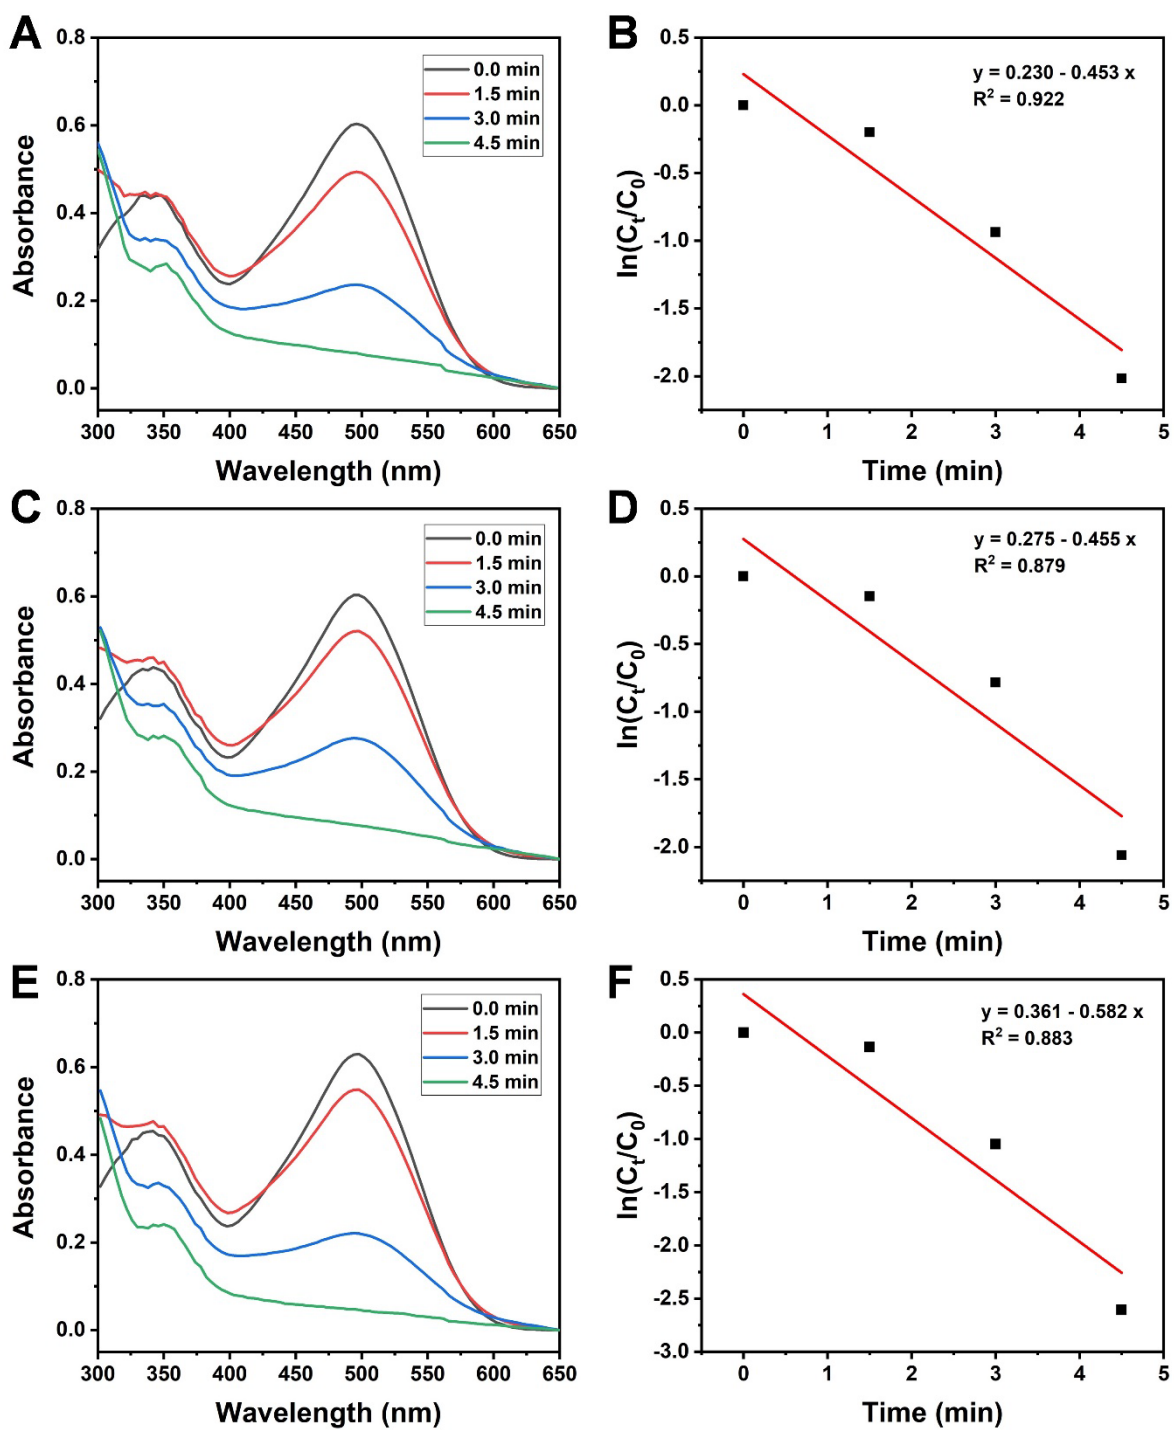 A
Absorbance
0.8
0.6
0.4
0.2
0.0
0.0 min
1.5 min
3.0 min
4.5 min
300 350 400 450 500 550 600 650
Wavelength (nm)
B
ln(Ct/C0)
0.5
0.0
-0.5
-1.0
-1.5
-2.0
y = 0.230 - 0.453 x
R2 = 0.922
0 1 2 3 4 5
Time (min)
C
Absorbance
0.8
0.6
0.4
0.2
0.0
0.0 min
1.5 min
3.0 min
4.5 min
300 350 400 450 500 550 600 650
Wavelength (nm)
D
ln(Ct/C0)
0.5
0.0
-0.5
-1.0
-1.5
-2.0
y = 0.275 - 0.455 x
R2 = 0.879
0 1 2 3 4 5
Time (min)
E
Absorbance
0.8
0.6
0.4
0.2
0.0
0.0 min
1.5 min
3.0 min
4.5 min
300 350 400 450 500 550 600 650
Wavelength (nm)
F
ln(Ct/C0)
0.5
0.0
-0.5
-1.0
-1.5
-2.0
-2.5
-3.0
y = 0.361 - 0.582 x
R2 = 0.883
0 1 2 3 4 5
Time (min)